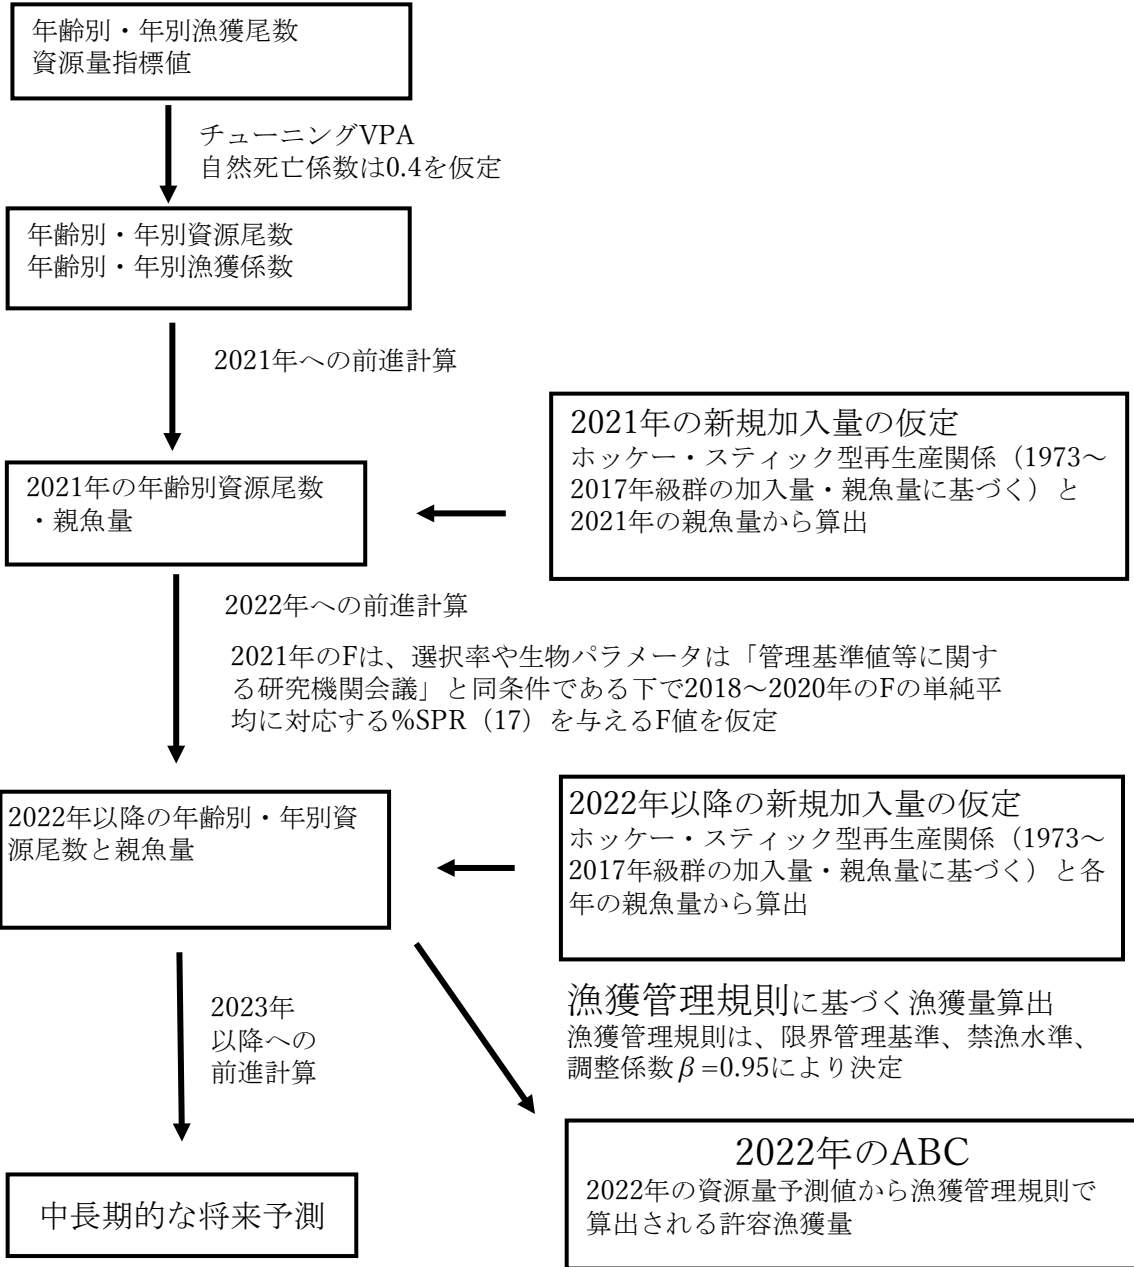 年齢別・年別漁獲尾数
資源量指標値
チューニングVPA
自然死亡係数は0.4を仮定
年齢別・年別資源尾数
年齢別・年別漁獲係数
2021年への前進計算
2021年の新規加入量の仮定
ホッケー・スティック型再生産関係（1973～
2017年級群の加入量・親魚量に基づく）と
2021年の親魚量から算出
2021年の年齢別資源尾数
・親魚量
2022年への前進計算
2021年のFは、選択率や生物パラメータは「管理基準値等に関す
る研究機関会議」と同条件である下で2018～2020年のFの単純平
均に対応する%SPR（17）を与えるF値を仮定
2022年以降の年齢別・年別資
源尾数と親魚量
2022年以降の新規加入量の仮定
ホッケー・スティック型再生産関係（1973～
2017年級群の加入量・親魚量に基づく）と各
年の親魚量から算出
2023年
以降への
前進計算
漁獲管理規則に基づく漁獲量算出
漁獲管理規則は、限界管理基準、禁漁水準、
調整係数β=0.95により決定
中長期的な将来予測
2022年のABC
2022年の資源量予測値から漁獲管理規則で
算出される許容漁獲量